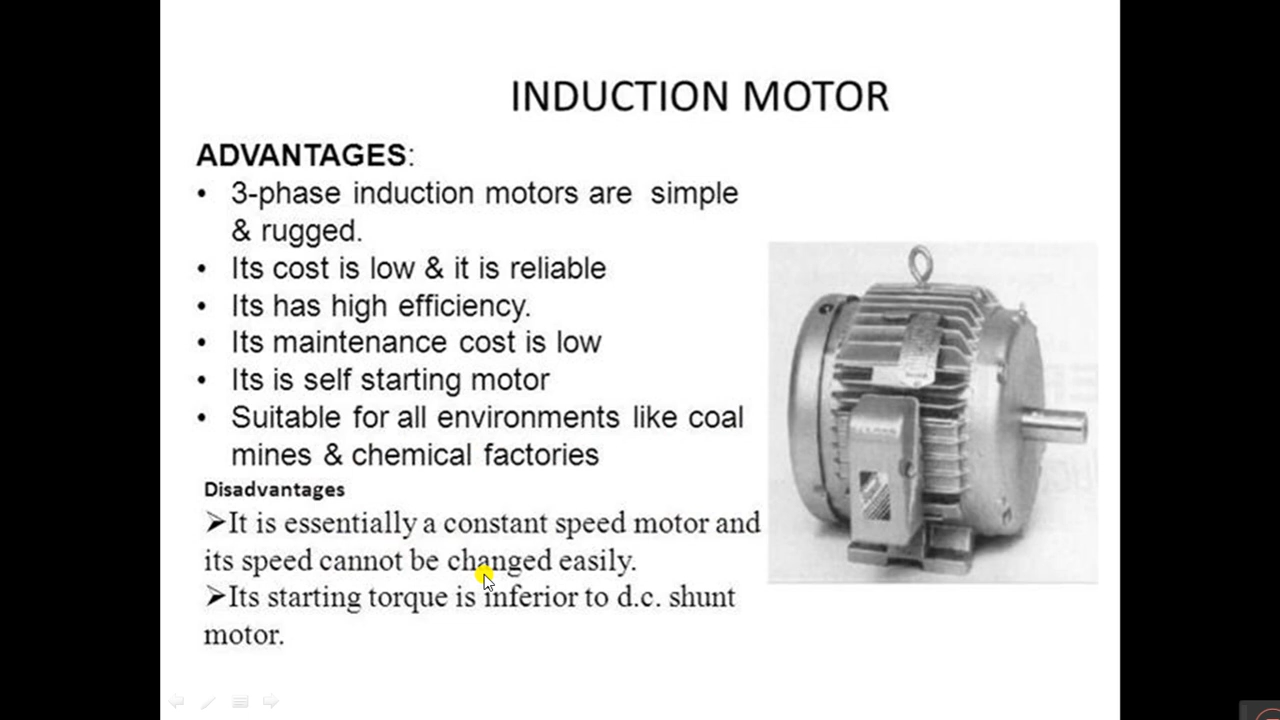 INDUCTION MOTOR
ADVANTAGES:
• 3-phase induction motors are simple
& rugged.
• Its cost is low & it is reliable
• Its has high efficiency.
• Its maintenance cost is low
• Its is self starting motor
• Suitable for all environments like coal
mines & chemical factories
Disadvantages
➤It is essentially a constant speed motor and
its speed cannot be changed easily.
➤Its starting torque is inferior to d.c. shunt
motor.